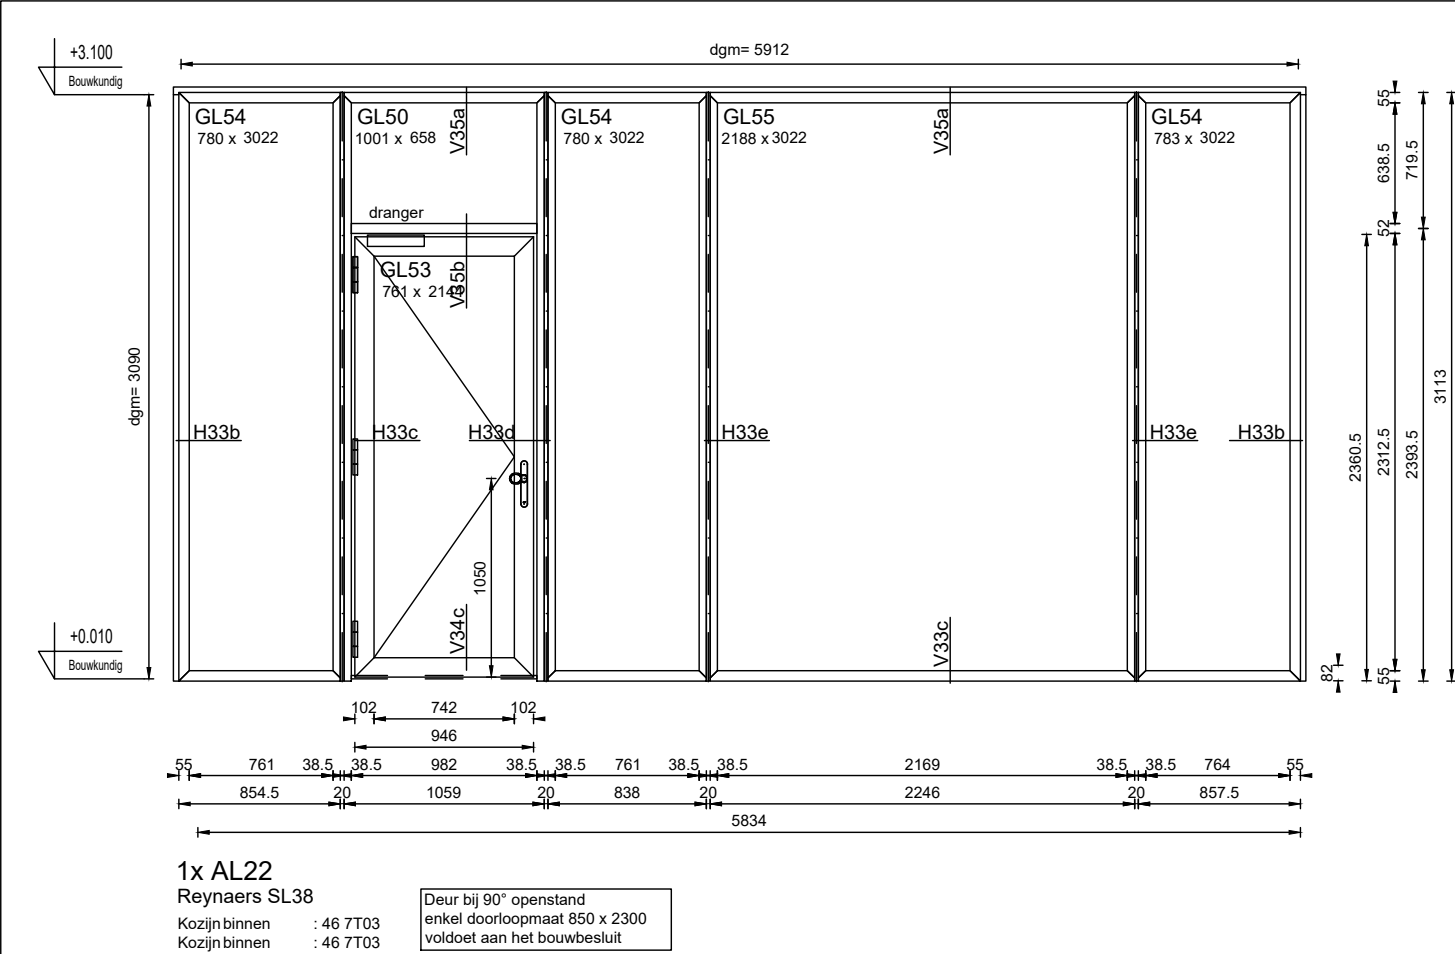 +3.100
Bouwkundig
dgm= 5912
GL54
780 x 3022
GL50
1001 x 658
V35a
GL54
780 x 3022
GL55
2188 x 3022
V35a
GL54
783 x 3022
55
638.5
719.5
52
dranger
GL53
761 x 2144
V35b
dgm= 3090
H33b
H33c
H33d
H33e
H33e
H33b
2360.5
2312.5
2393.5
3113
1050
V34c
V33c
+0.010
Bouwkundig
82
55
102
742
102
946
55
761
38.5
38.5
982
38.5
38.5
761
38.5
38.5
2169
38.5
38.5
764
55
854.5
20
1059
20
838
20
2246
20
857.5
5834
1x AL22
Reynaers SL38
Kozijn binnen : 46 7T03
Kozijn binnen : 46 7T03
Deur bij 90° openstand
enkel doorloopmaat 850 x 2300
voldoet aan het bouwbesluit